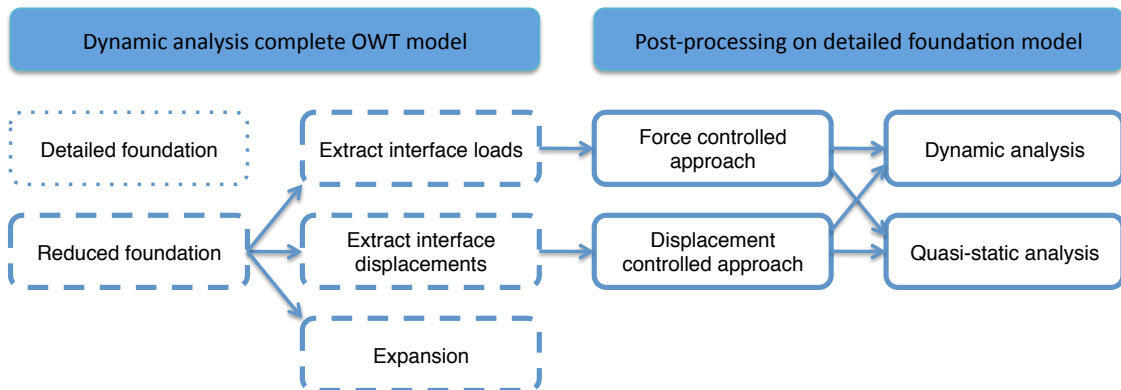 Dynamic analysis complete OWT model
Post-processing on detailed foundation model
Detailed foundation
Extract interface loads
Force controlled
approach
Dynamic analysis
Reduced foundation
Extract interface
displacements
Displacement
controlled approach
Quasi-static analysis
Expansion